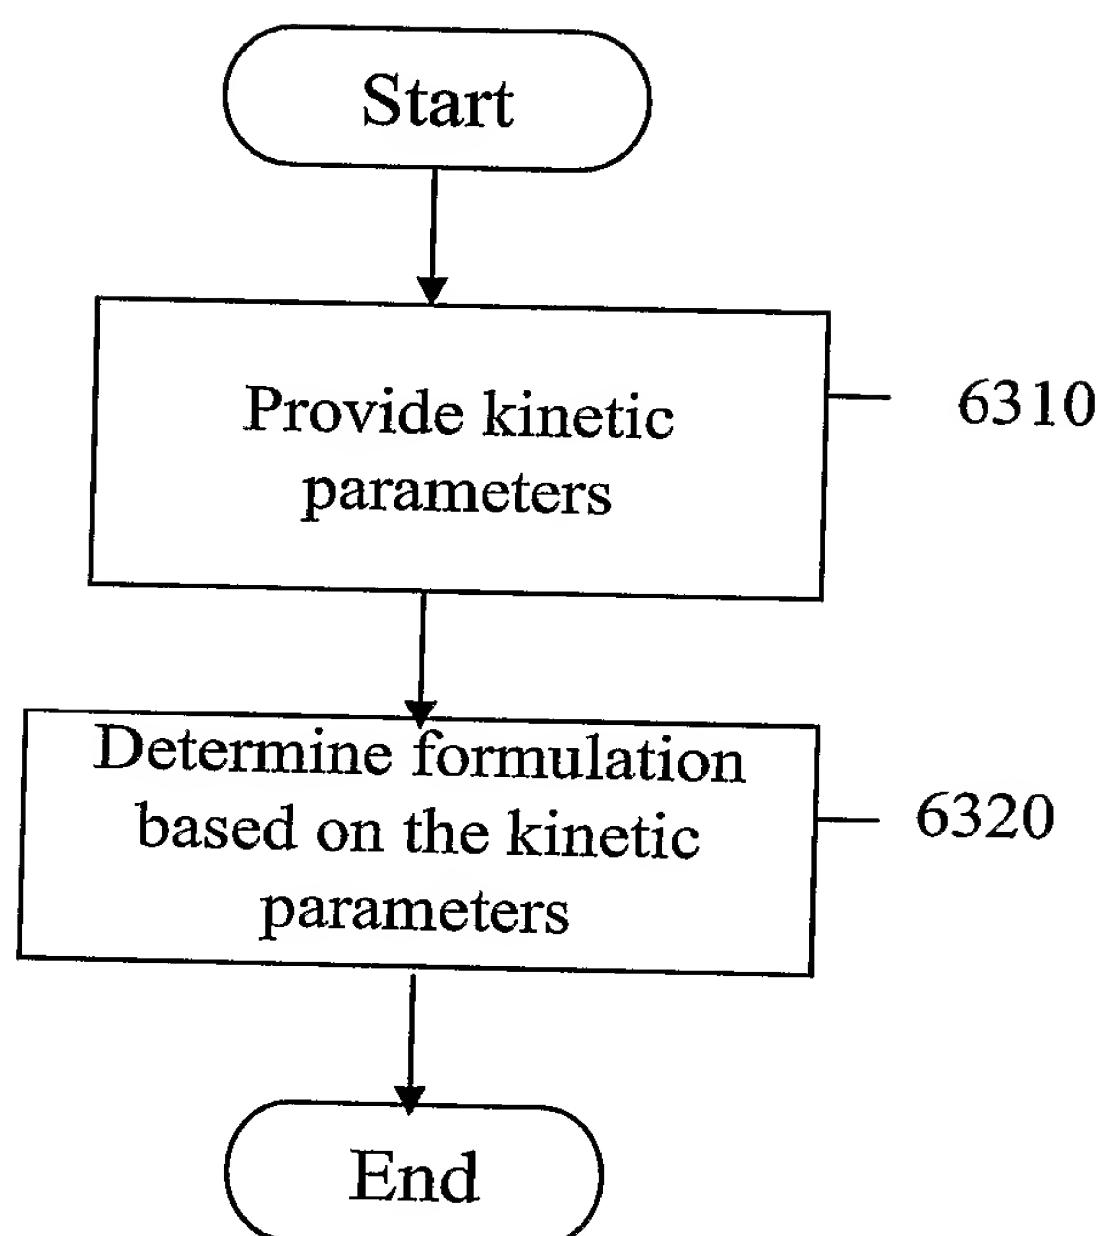 Start
Provide kinetic
parameters
6310
Determine formulation
based on the kinetic
parameters
6320
End